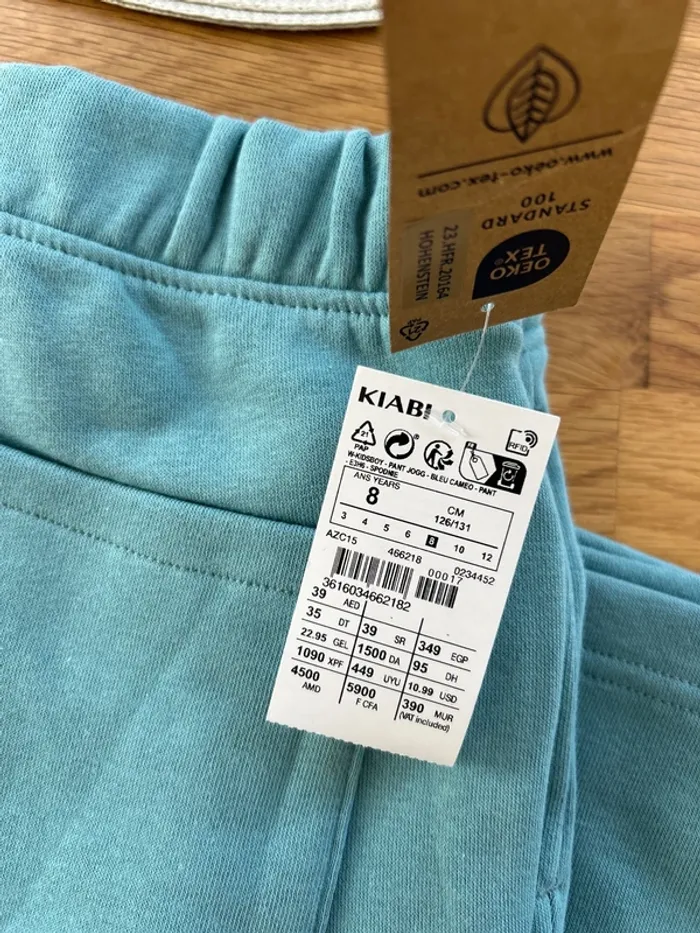 www.oeko-tex.com
STANDARD
100
OEKO
TEX®
23.HFR.20164
HOHENSTEIN
KIABI
21
PAP
RFID
W-KIDSBOY - PANT JOGG - BLEU CAMEO - PANT
- E3H6 - SPODNIE
ANS YEARS
8
CM
126/131
3 4 5 6 8 10 12
AZC15 466218 0234452
00017
3616034662182
39 AED
35 DT 39 SR 349 EGP
22.95 GEL 1500 DA 95 DH
1090 XPF 449 UYU 10.99 USD
4500 AMD 5900 F CFA 390 MUR
(VAT included)